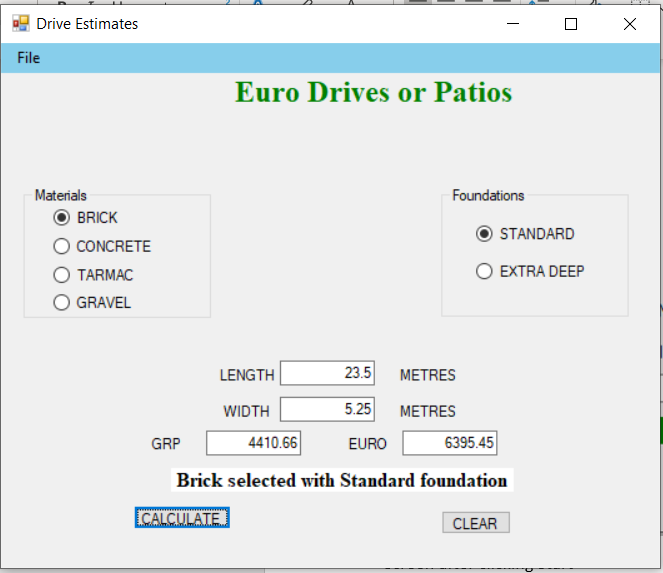 Drive Estimates
File
Euro Drives or Patios
Materials
BRICK
CONCRETE
TARMAC
GRAVEL
Foundations
STANDARD
EXTRA DEEP
LENGTH 23.5 METRES
WIDTH 5.25 METRES
GRP 4410.66 EURO 6395.45
Brick selected with Standard foundation
CALCULATE CLEAR